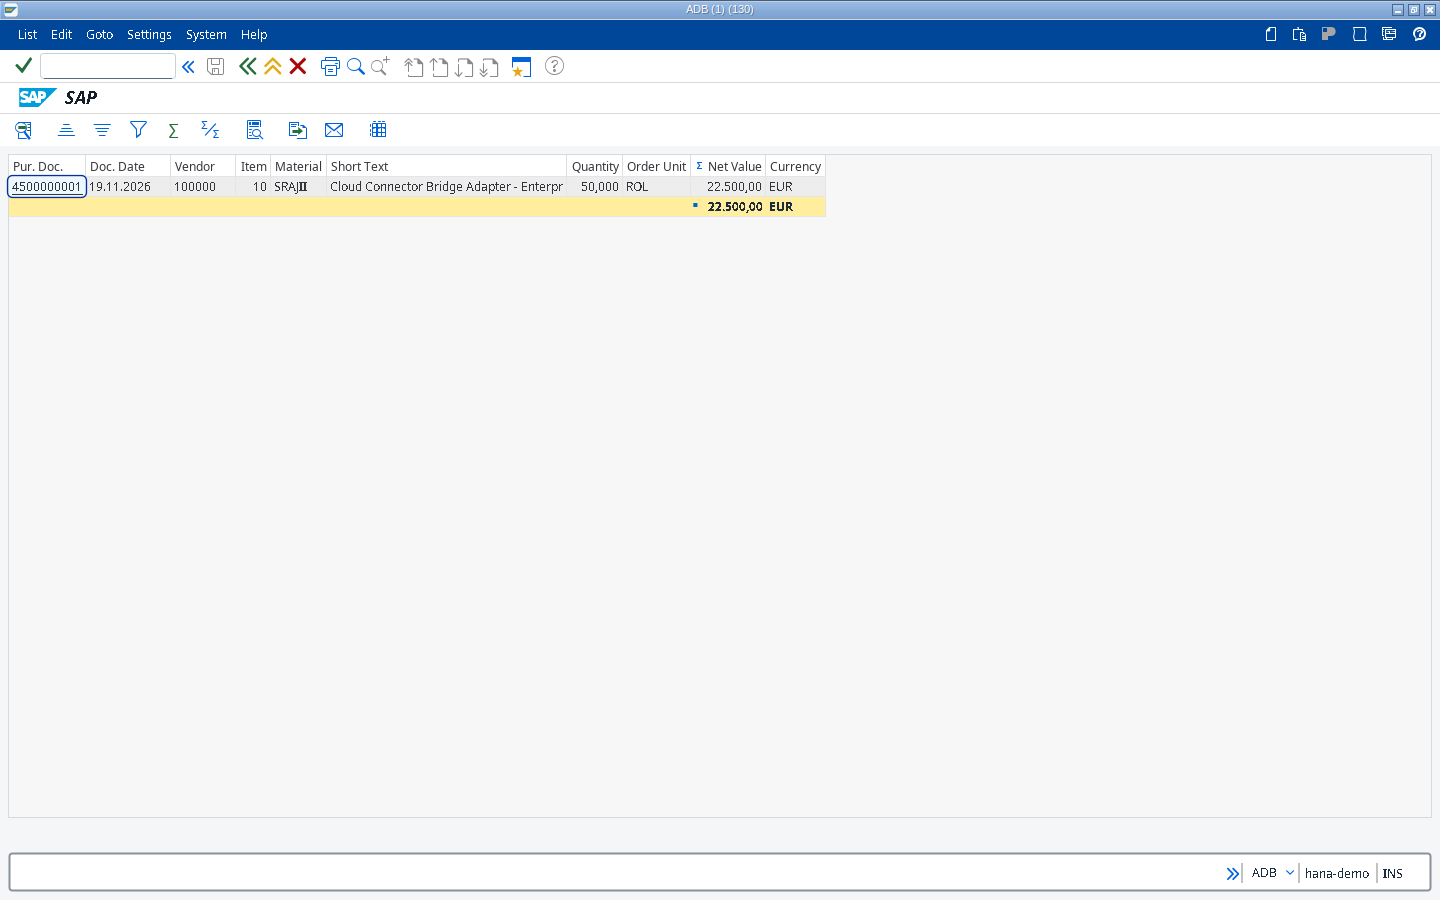 ADB (1) (130)
List Edit Goto Settings System Help
SAP SAP
Pur. Doc. Doc. Date Vendor Item Material Short Text Quantity Order Unit Σ Net Value Currency
4500000001 19.11.2026 100000 10 SRAJII Cloud Connector Bridge Adapter - Enterpr 50,000 ROL 22.500,00 EUR
22.500,00 EUR
ADB hana-demo INS